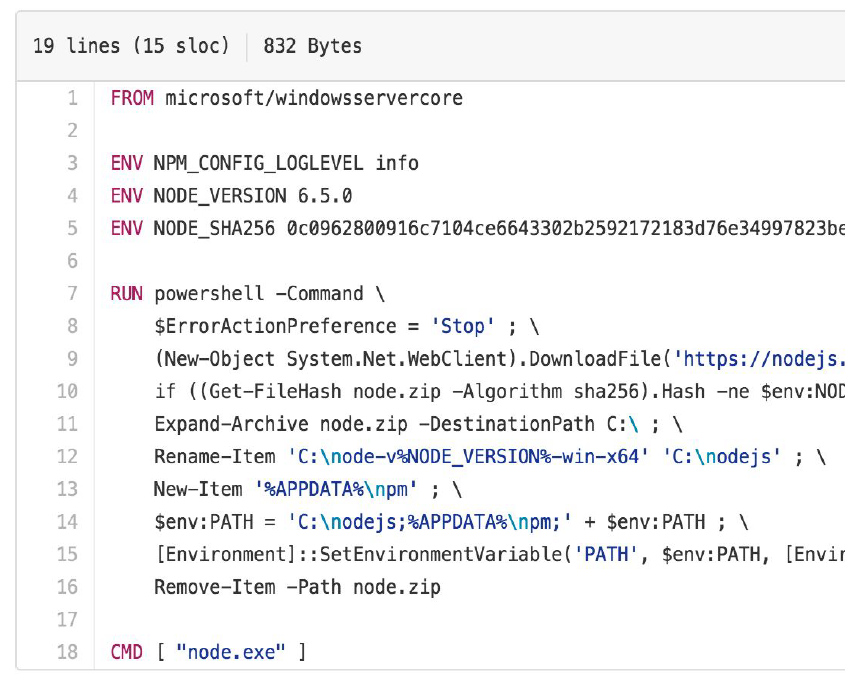 19 lines (15 sloc) 832 Bytes
1 FROM microsoft/windowsservercore
2
3 ENV NPM_CONFIG_LOGLEVEL info
4 ENV NODE_VERSION 6.5.0
5 ENV NODE_SHA256 0c0962800916c7104ce6643302b2592172183d76e34997823be
6
7 RUN powershell -Command \
8 $ErrorActionPreference = 'Stop' ; \
9 (New-Object System.Net.WebClient).DownloadFile('https://nodejs.
10 if ((Get-FileHash node.zip -Algorithm sha256).Hash -ne $env:NOD
11 Expand-Archive node.zip -DestinationPath C:\ ; \
12 Rename-Item 'C:\node-v%NODE_VERSION%-win-x64' 'C:\nodejs' ; \
13 New-Item '%APPDATA%\npm' ; \
14 $env:PATH = 'C:\nodejs;%APPDATA%\npm;' + $env:PATH ; \
15 [Environment]::SetEnvironmentVariable('PATH', $env:PATH, [Envir
16 Remove-Item -Path node.zip
17
18 CMD [ "node.exe" ]